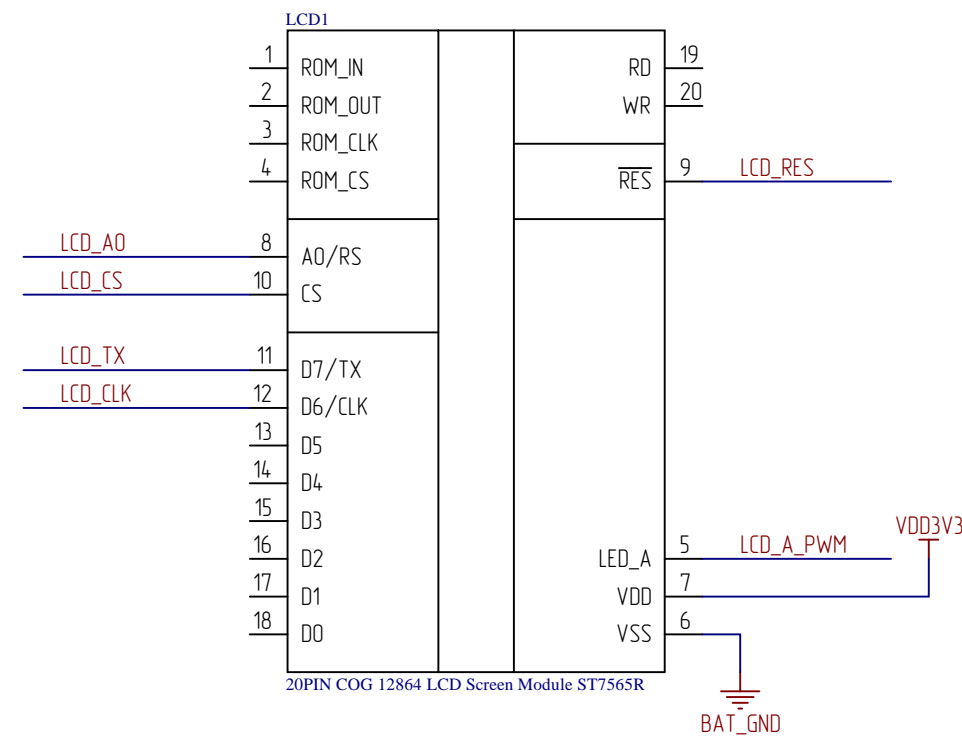 LCD1
1 ROM_IN
2 ROM_OUT
3 ROM_CLK
4 ROM_CS
LCD_A0 8 A0/RS
LCD_CS 10 CS
LCD_TX 11 D7/TX
LCD_CLK 12 D6/CLK
13 D5
14 D4
15 D3
16 D2
17 D1
18 D0
RD 19
WR 20
RES 9 LCD_RES
LED_A 5 LCD_A_PWM
VDD 7 VDD3V3
VSS 6
BAT_GND
20PIN COG 12864 LCD Screen Module ST7565R